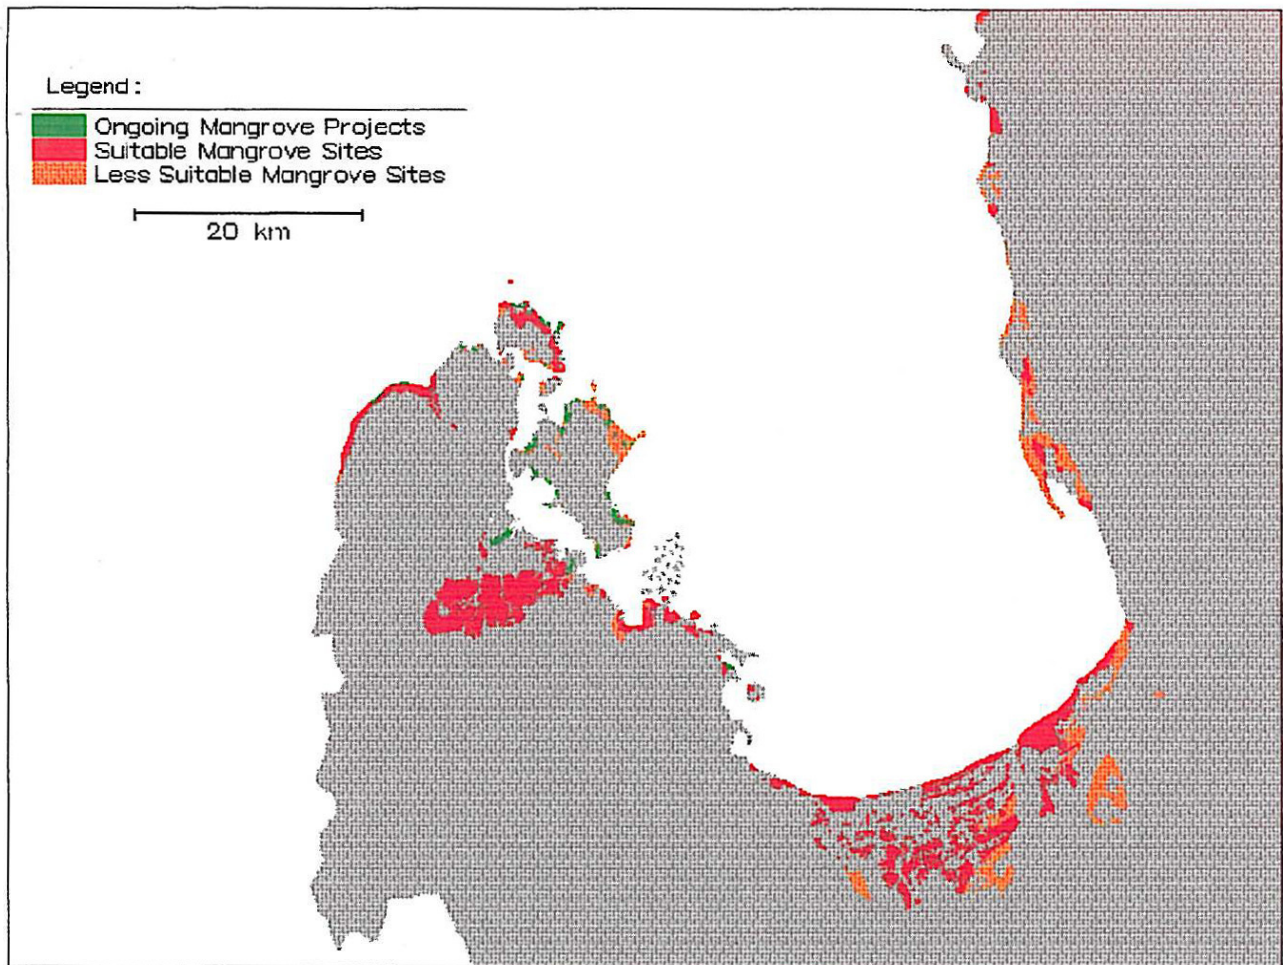 Legend :
Ongoing Mangrove Projects
Suitable Mangrove Sites
Less Suitable Mangrove Sites
20 km